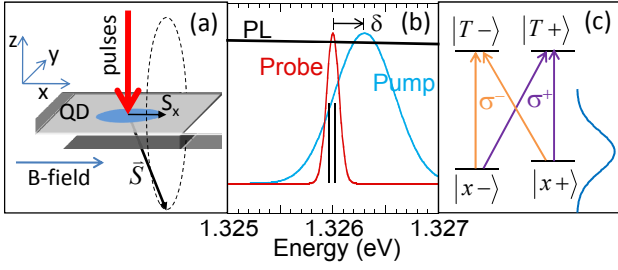 (a)
z
y
x
pulses
QD
Sₓ
B-field
S⃗
(b)
δ
PL
Probe
Pump
1.325 1.326 1.327
Energy (eV)
(c)
|T−⟩ |T+⟩
σ⁻ σ⁺
|x−⟩ |x+⟩